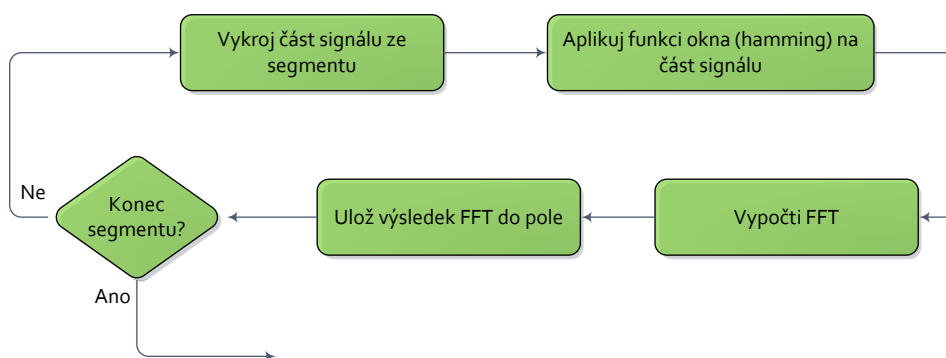 Vykroj část signálu ze
segmentu
Aplikuj funkci okna (hamming) na
část signálu
Vypočti FFT
Ulož výsledek FFT do pole
Konec
segmentu?
Ne
Ano